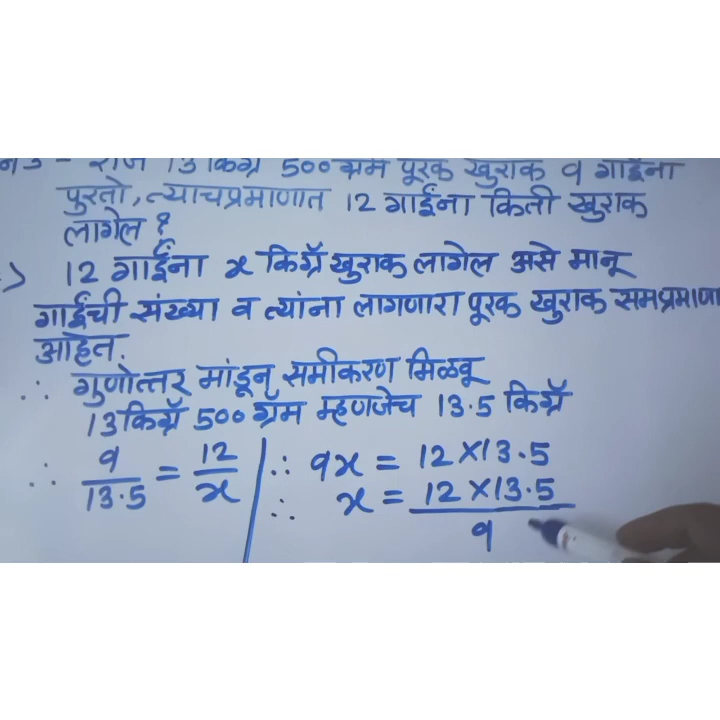 रोज 13 किग्रॅ 500 ग्रॅम पूरक खुराक 9 गाईंना
पुरतो, त्याचप्रमाणात 12 गाईंना किती खुराक
लागेल ?
12 गाईंना x किग्रॅ खुराक लागेल असे मानू
गाईंची संख्या व त्यांना लागणारा पूरक खुराक समप्रमाणा
आहेत.
∴ गुणोत्तर मांडून समीकरण मिळवू
13 किग्रॅ 500 ग्रॅम म्हणजेच 13.5 किग्रॅ
∴ 9/13.5 = 12/x
∴ 9x = 12 × 13.5
∴ x = 12 × 13.5 / 9